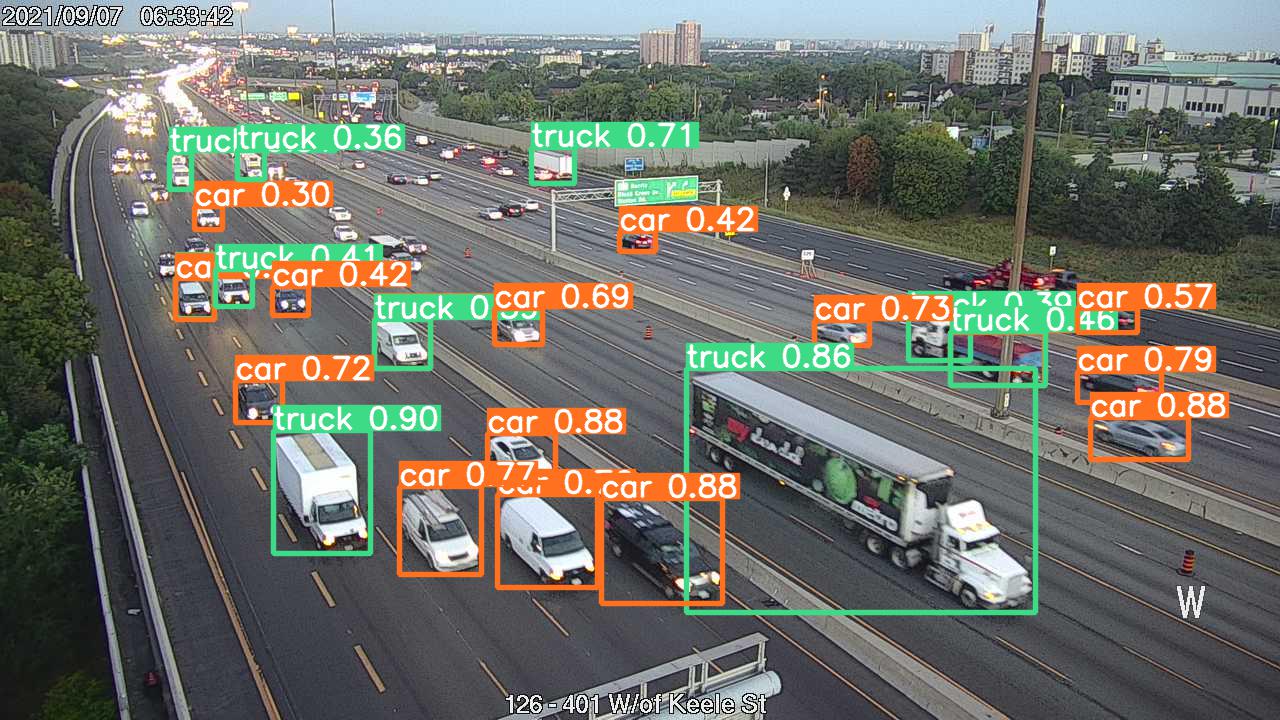 2021/09/07 06:33:42
truck 0.36
truck 0.71
car 0.30
car 0.42
truck 0.41
car 0.42
car 0.69
car 0.73
car 0.57
truck 0.46
truck 0.86
car 0.72
car 0.79
car 0.88
truck 0.90
car 0.88
car 0.77
car 0.88
W
126 - 401 W/of Keele St